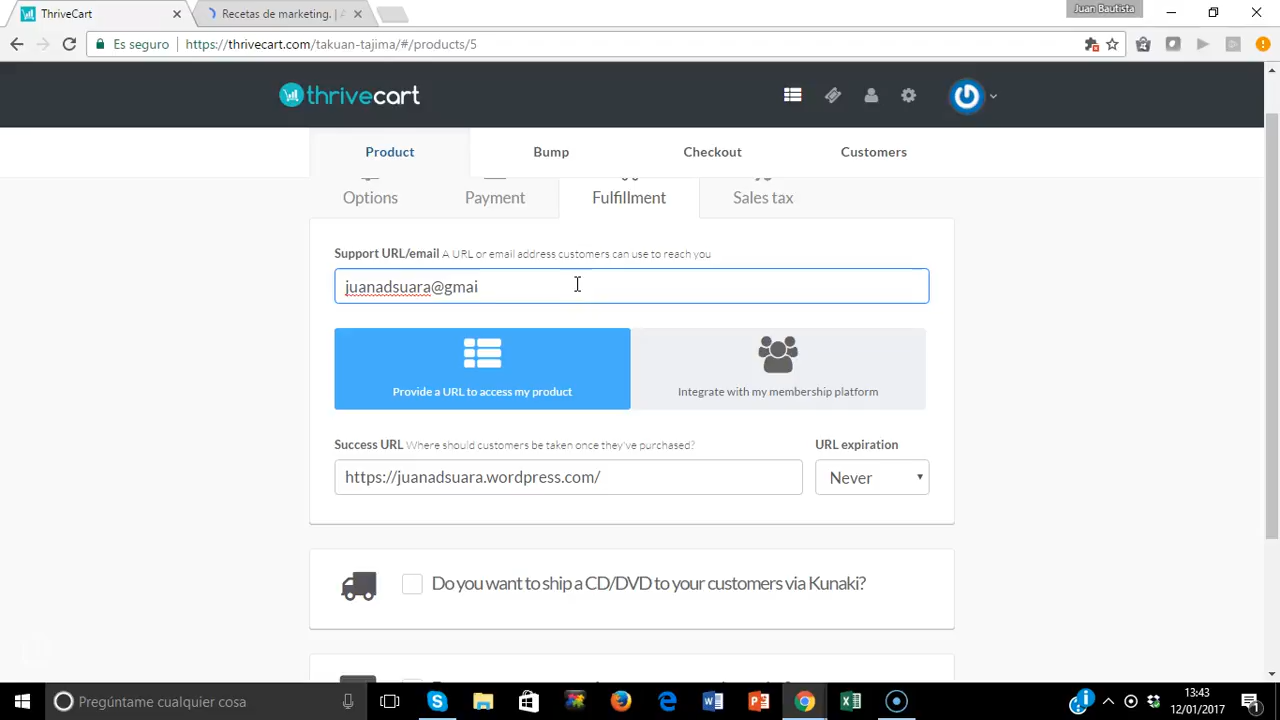 ThriveCart
Recetas de marketing. | A
Juan Bautista
Es seguro
https://thrivecart.com/takuan-tajima/#/products/5
thrivecart
Product
Bump
Checkout
Customers
Options
Payment
Fulfillment
Sales tax
Support URL/email A URL or email address customers can use to reach you
juanadsuara@gmai
Provide a URL to access my product
Integrate with my membership platform
Success URL Where should customers be taken once they've purchased?
URL expiration
https://juanadsuara.wordpress.com/
Never
Do you want to ship a CD/DVD to your customers via Kunaki?
Pregúntame cualquier cosa
13:43
12/01/2017